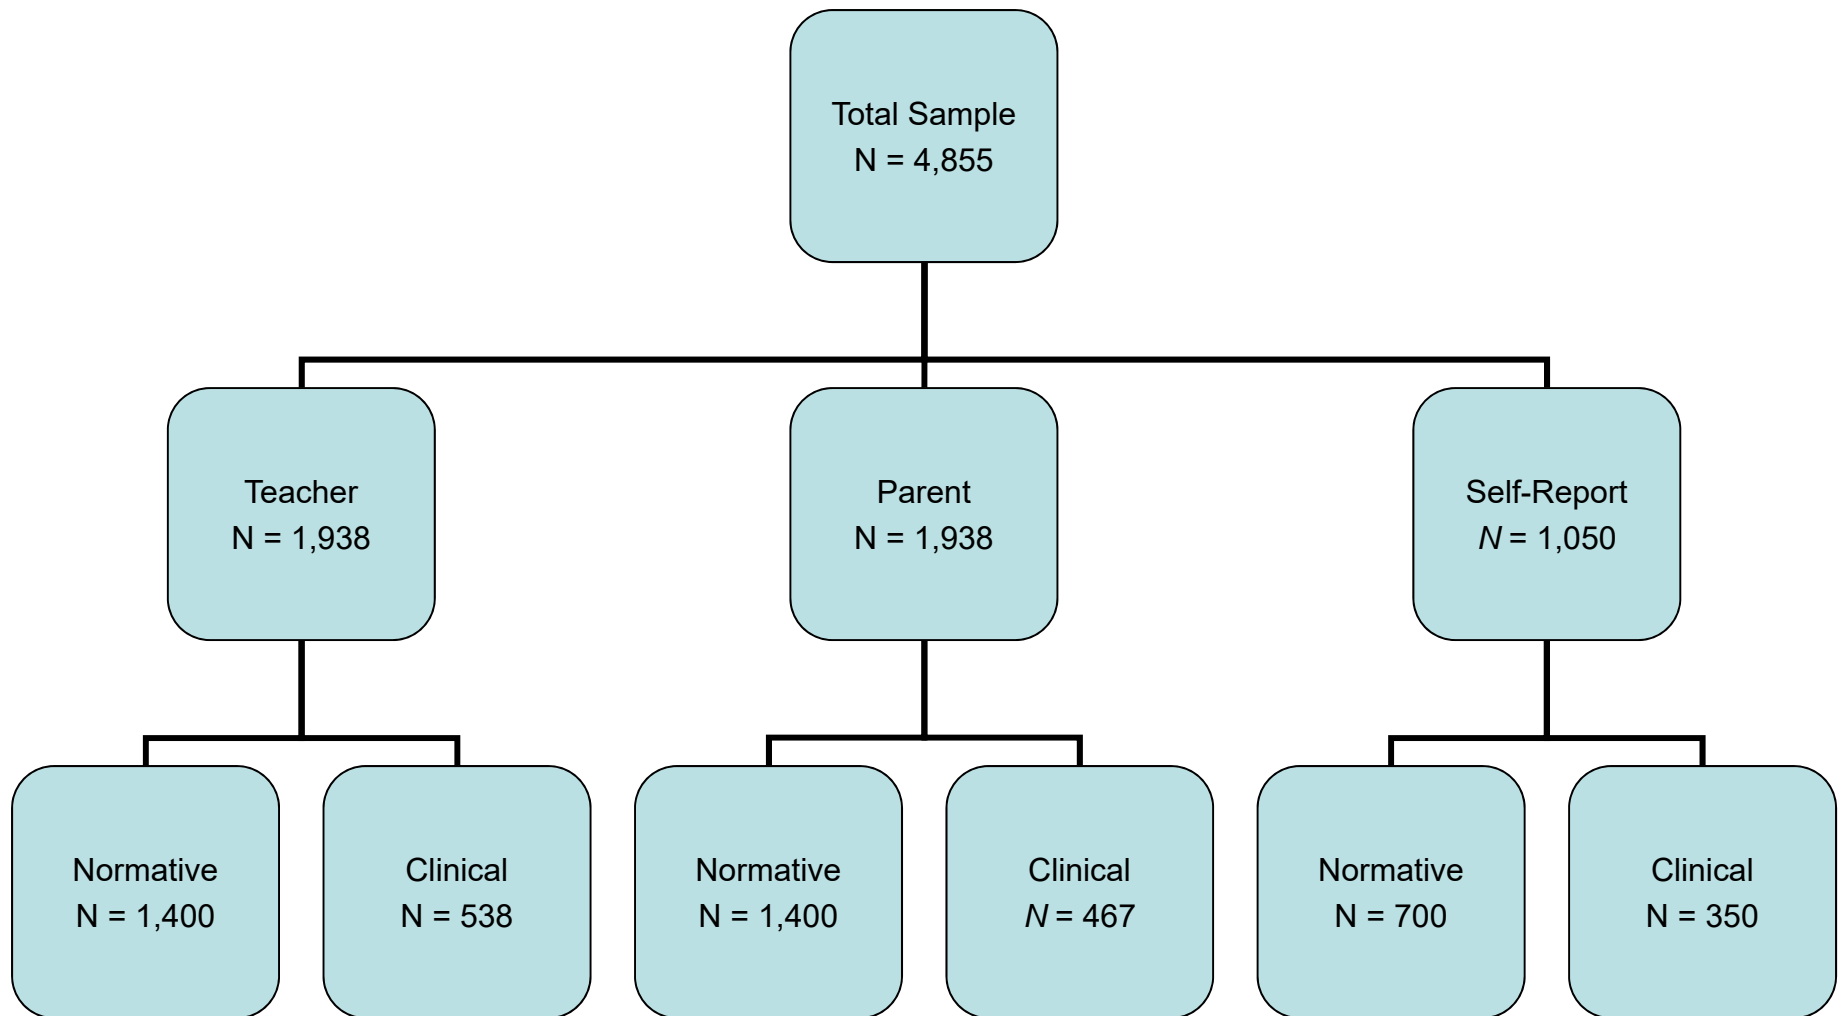 Total Sample
N = 4,855
Teacher
N = 1,938
Parent
N = 1,938
Self-Report
N = 1,050
Normative
N = 1,400
Clinical
N = 538
Normative
N = 1,400
Clinical
N = 467
Normative
N = 700
Clinical
N = 350